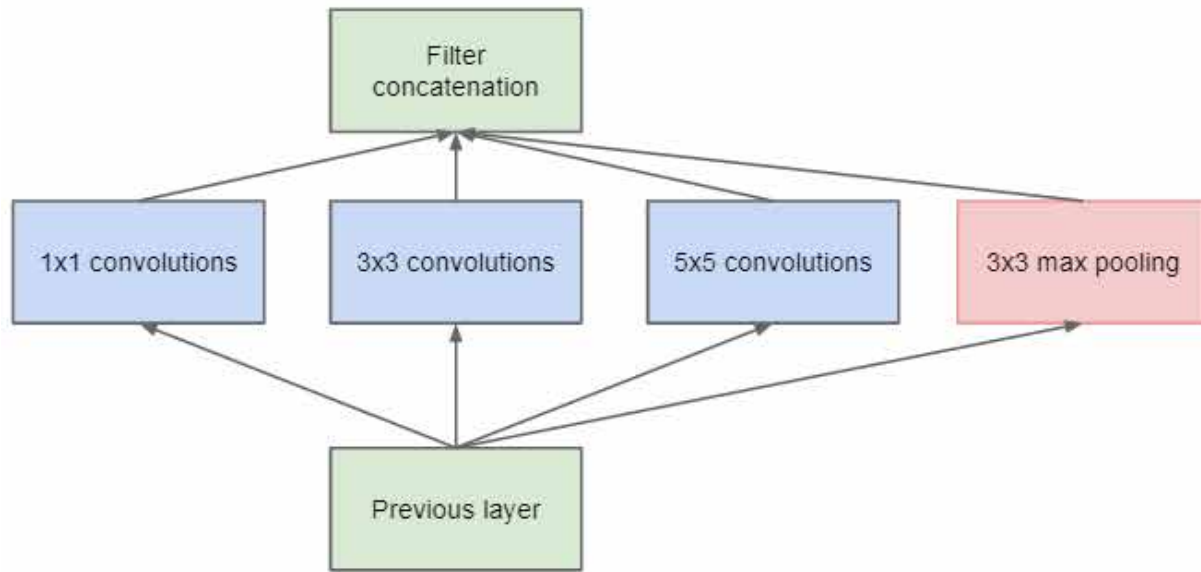 Filter
concatenation
1x1 convolutions
3x3 convolutions
5x5 convolutions
3x3 max pooling
Previous layer